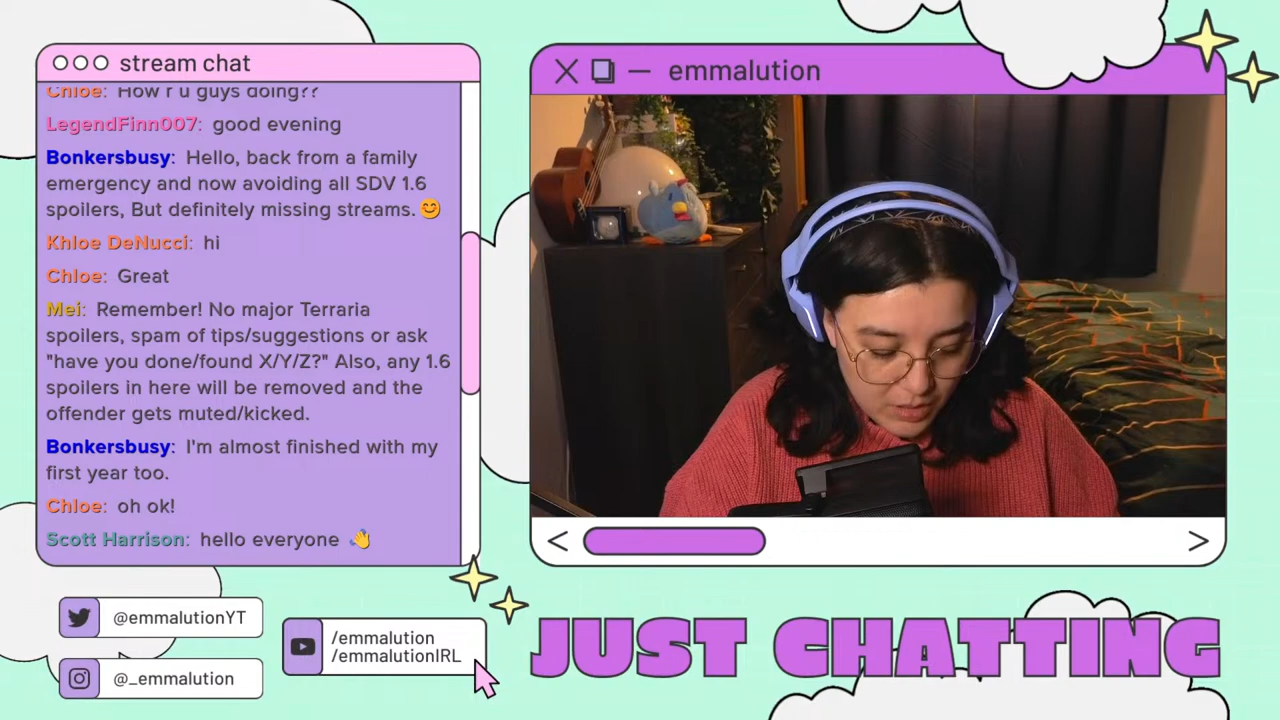 stream chat
Chloe: How r u guys doing??
LegendFinn007: good evening
Bonkersbusy: Hello, back from a family
emergency and now avoiding all SDV 1.6
spoilers, But definitely missing streams.😊
Khloe DeNucci: hi
Chloe: Great
Mei: Remember! No major Terraria
spoilers, spam of tips/suggestions or ask
"have you done/found X/Y/Z?" Also, any 1.6
spoilers in here will be removed and the
offender gets muted/kicked.
Bonkersbusy: I'm almost finished with my
first year too.
Chloe: oh ok!
Scott Harrison: hello everyone 👋
emmalution
@emmalutionYT
@_emmalution
/emmalution
/emmalutionIRL
JUST CHATTING